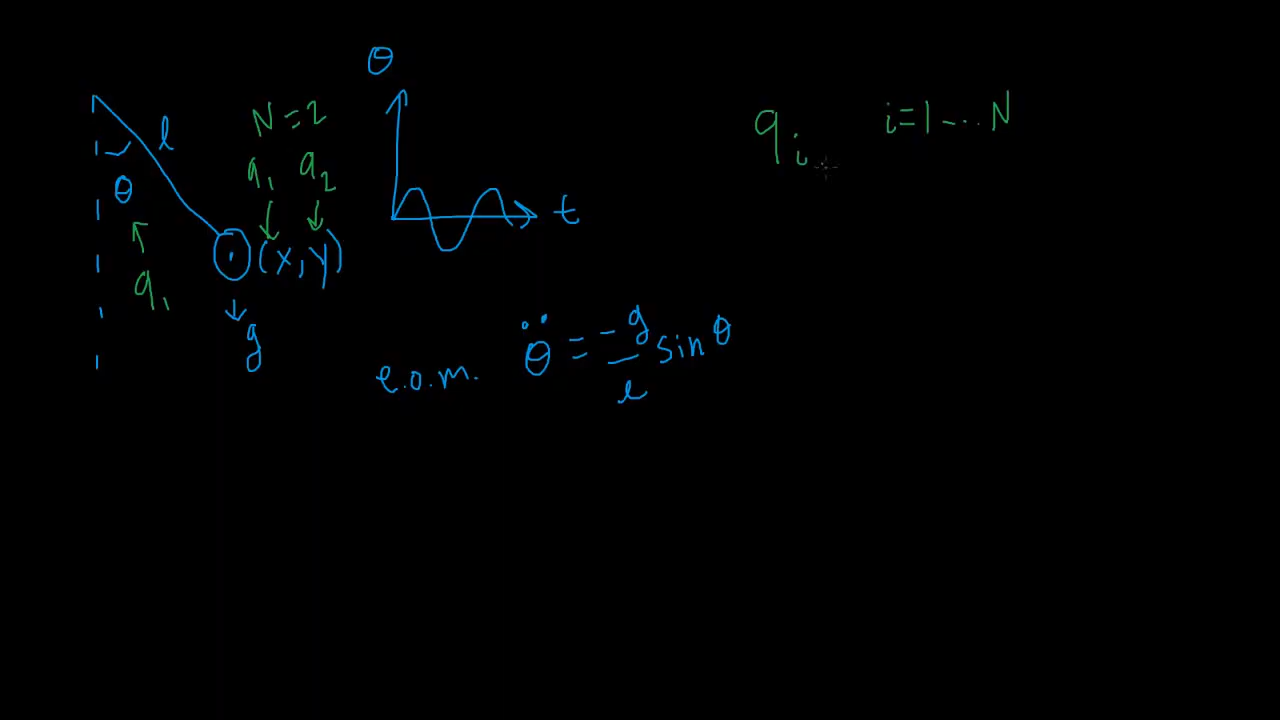 θ
l
N=2
q₁ q₂
θ
(x,y)
q₁
g
t
e.o.m. θ̈ = -g/l sin θ
qᵢ i=1-...N